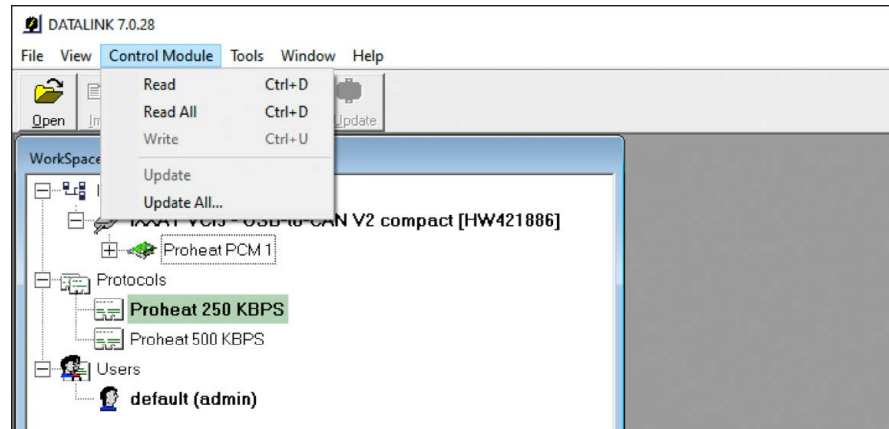 DATALINK 7.0.28
File View Control Module Tools Window Help
Read Ctrl+D
Read All Ctrl+D
Write Ctrl+U
Update
Update All...
Open Update
WorkSpace
USB-to-CAN V2 compact [HW421886]
Proheat PCM 1
Protocols
Proheat 250 KBPS
Proheat 500 KBPS
Users
default (admin)